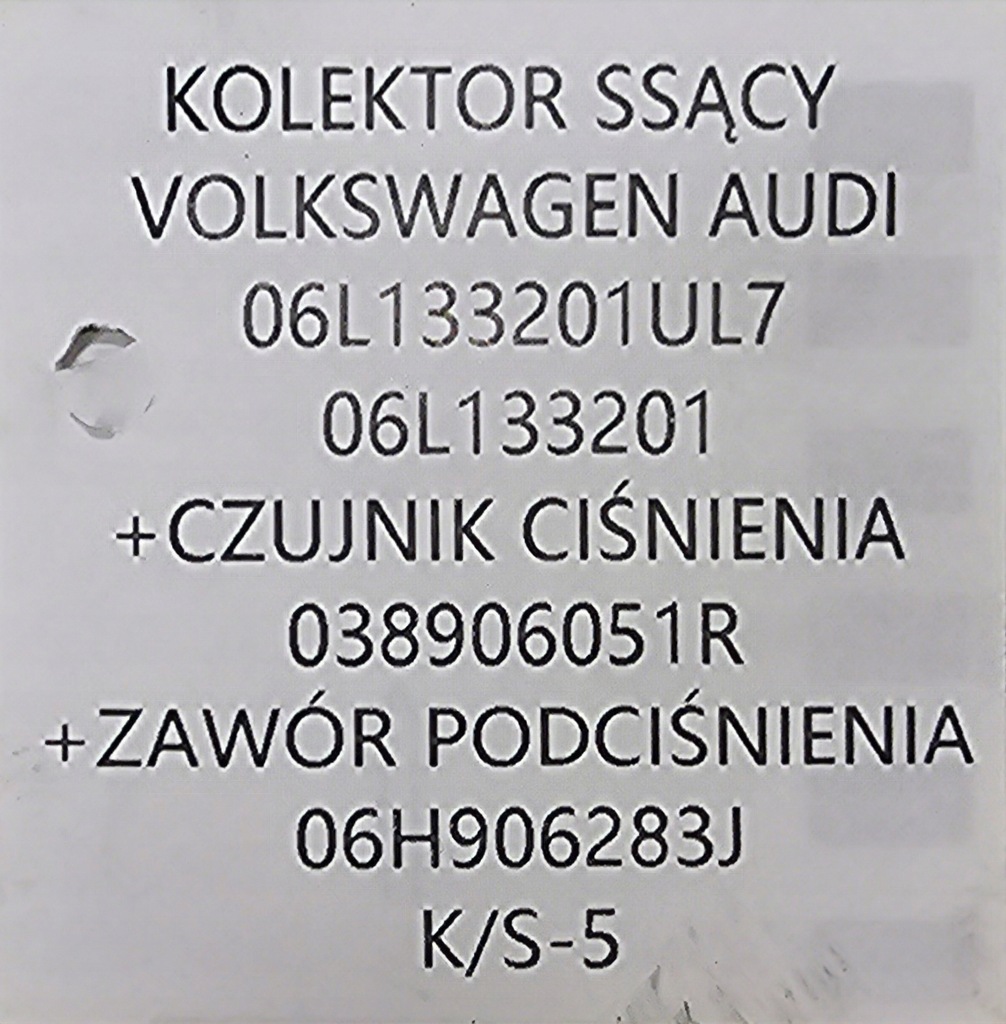 KOLEKTOR SSĄCY
VOLKSWAGEN AUDI
06L133201UL7
06L133201
+CZUJNIK CIŚNIENIA
038906051R
+ZAWÓR PODCIŚNIENIA
06H906283J
K/S-5